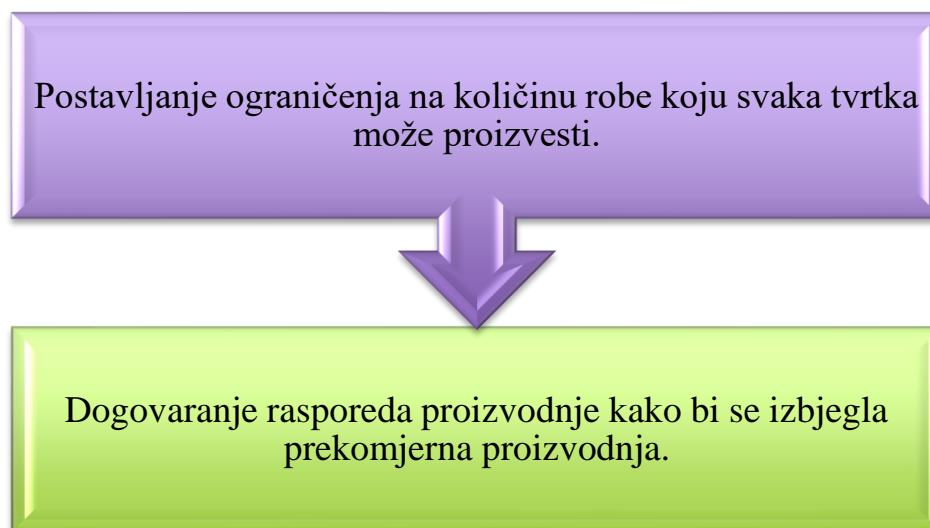 Postavljanje ograničenja na količinu robe koju svaka tvrtka
može proizvesti.
Dogovaranje rasporeda proizvodnje kako bi se izbjegla
prekomjerna proizvodnja.